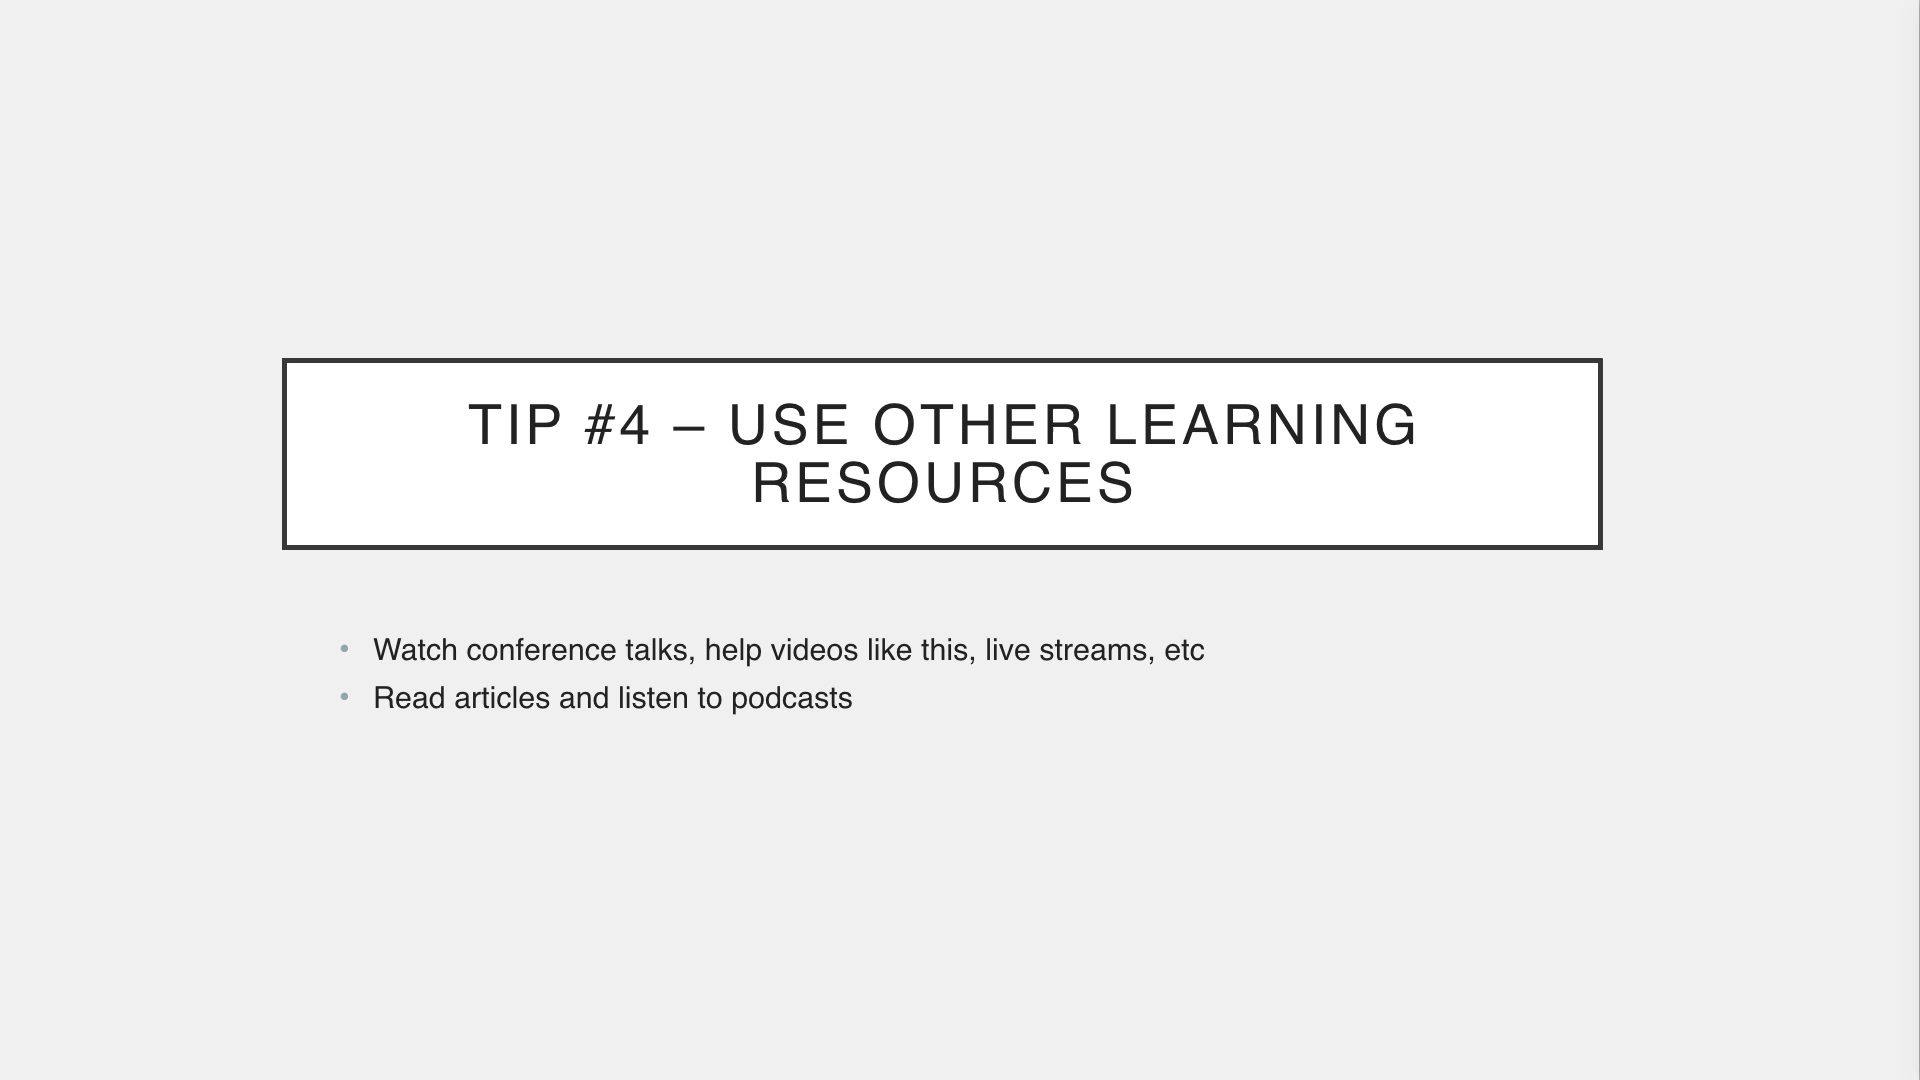 TIP #4 – USE OTHER LEARNING
RESOURCES
• Watch conference talks, help videos like this, live streams, etc
• Read articles and listen to podcasts